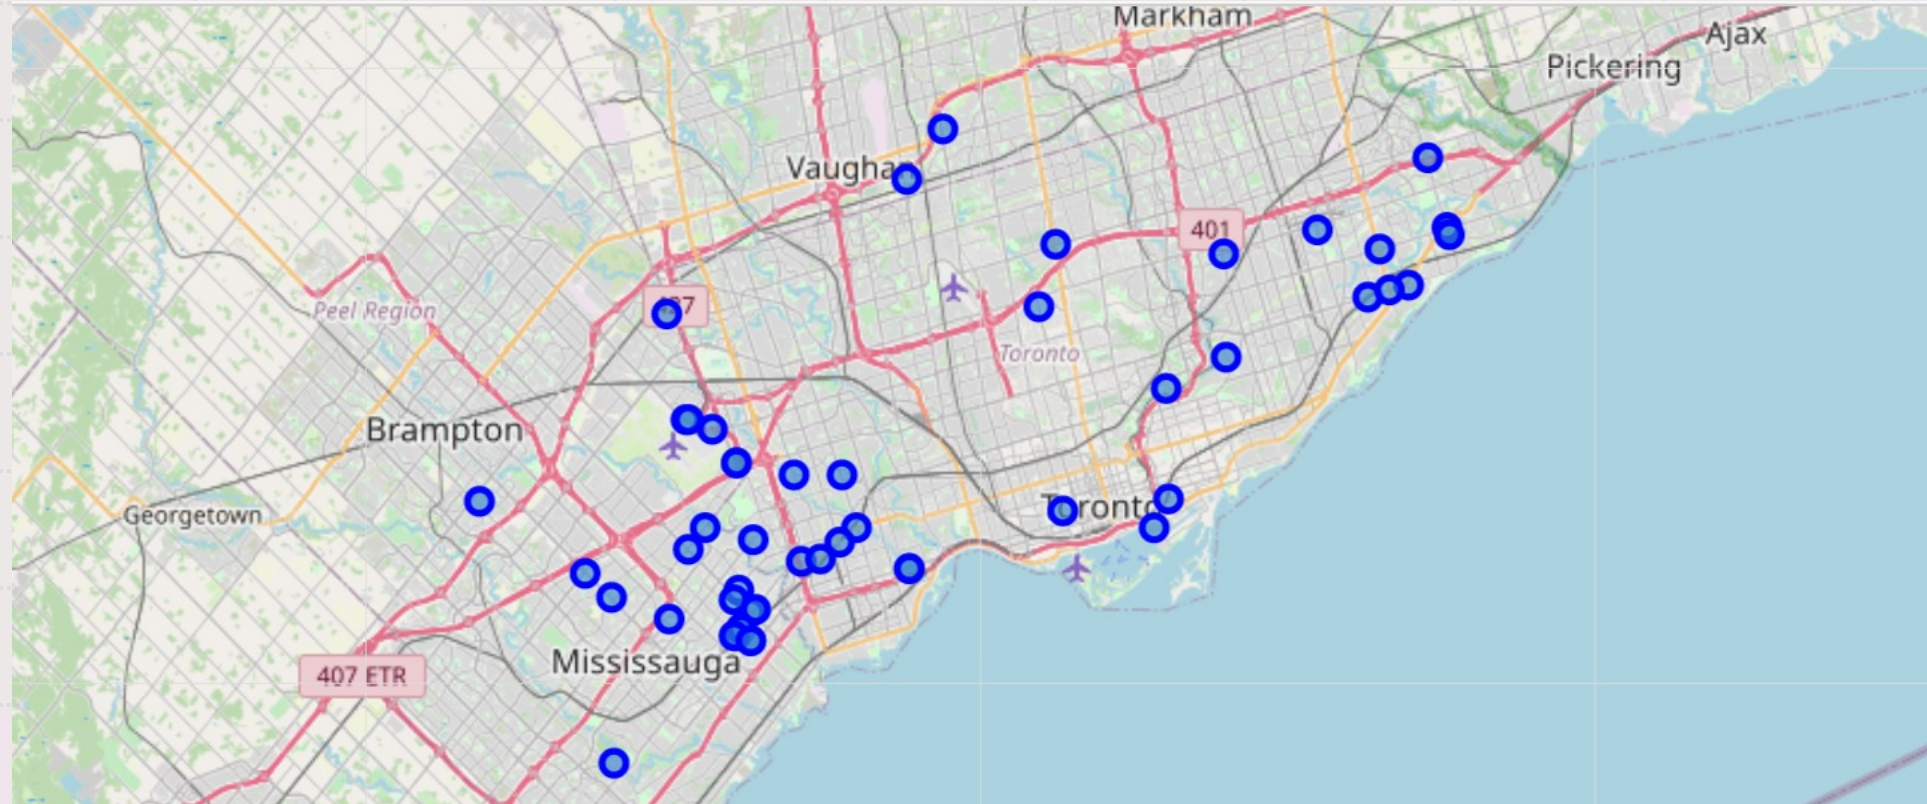 Markham
Ajax
Pickering
Vaughan
401
Peel Region
Toronto
Brampton
Georgetown
Toronto
Mississauga
407 ETR